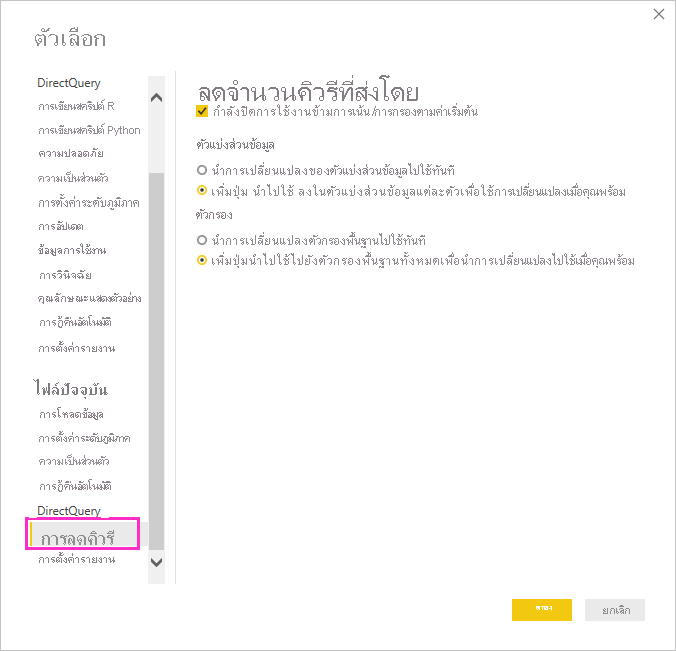 ตัวเลือก
DirectQuery
การเขียนสคริปต์ R
การเขียนสคริปต์ Python
ความปลอดภัย
ความเป็นส่วนตัว
การตั้งค่าระดับภูมิภาค
การอัปเดต
ข้อมูลการใช้งาน
การวินิจฉัย
คุณลักษณะแสดงตัวอย่าง
การกู้คืนอัตโนมัติ
การตั้งค่ารายงาน
ไฟล์ปัจจุบัน
การโหลดข้อมูล
การตั้งค่าระดับภูมิภาค
ความเป็นส่วนตัว
การกู้คืนอัตโนมัติ
DirectQuery
การลดคิวรี
การตั้งค่ารายงาน
ลดจำนวนคิวรีที่ส่งโดย
กำลังปิดการใช้งานข้ามการเน้น/การกรองตามค่าเริ่มต้น
ตัวแบ่งส่วนข้อมูล
นำการเปลี่ยนแปลงของตัวแบ่งส่วนข้อมูลไปใช้ทันที
เพิ่มปุ่ม นำไปใช้ ลงในตัวแบ่งส่วนข้อมูลแต่ละตัวเพื่อใช้การเปลี่ยนแปลงเมื่อคุณพร้อม
ตัวกรอง
นำการเปลี่ยนแปลงตัวกรองพื้นฐานไปใช้ทันที
เพิ่มปุ่มนำไปใช้ไปยังตัวกรองพื้นฐานทั้งหมดเพื่อนำการเปลี่ยนแปลงไปใช้เมื่อคุณพร้อม
ตกลง
ยกเลิก